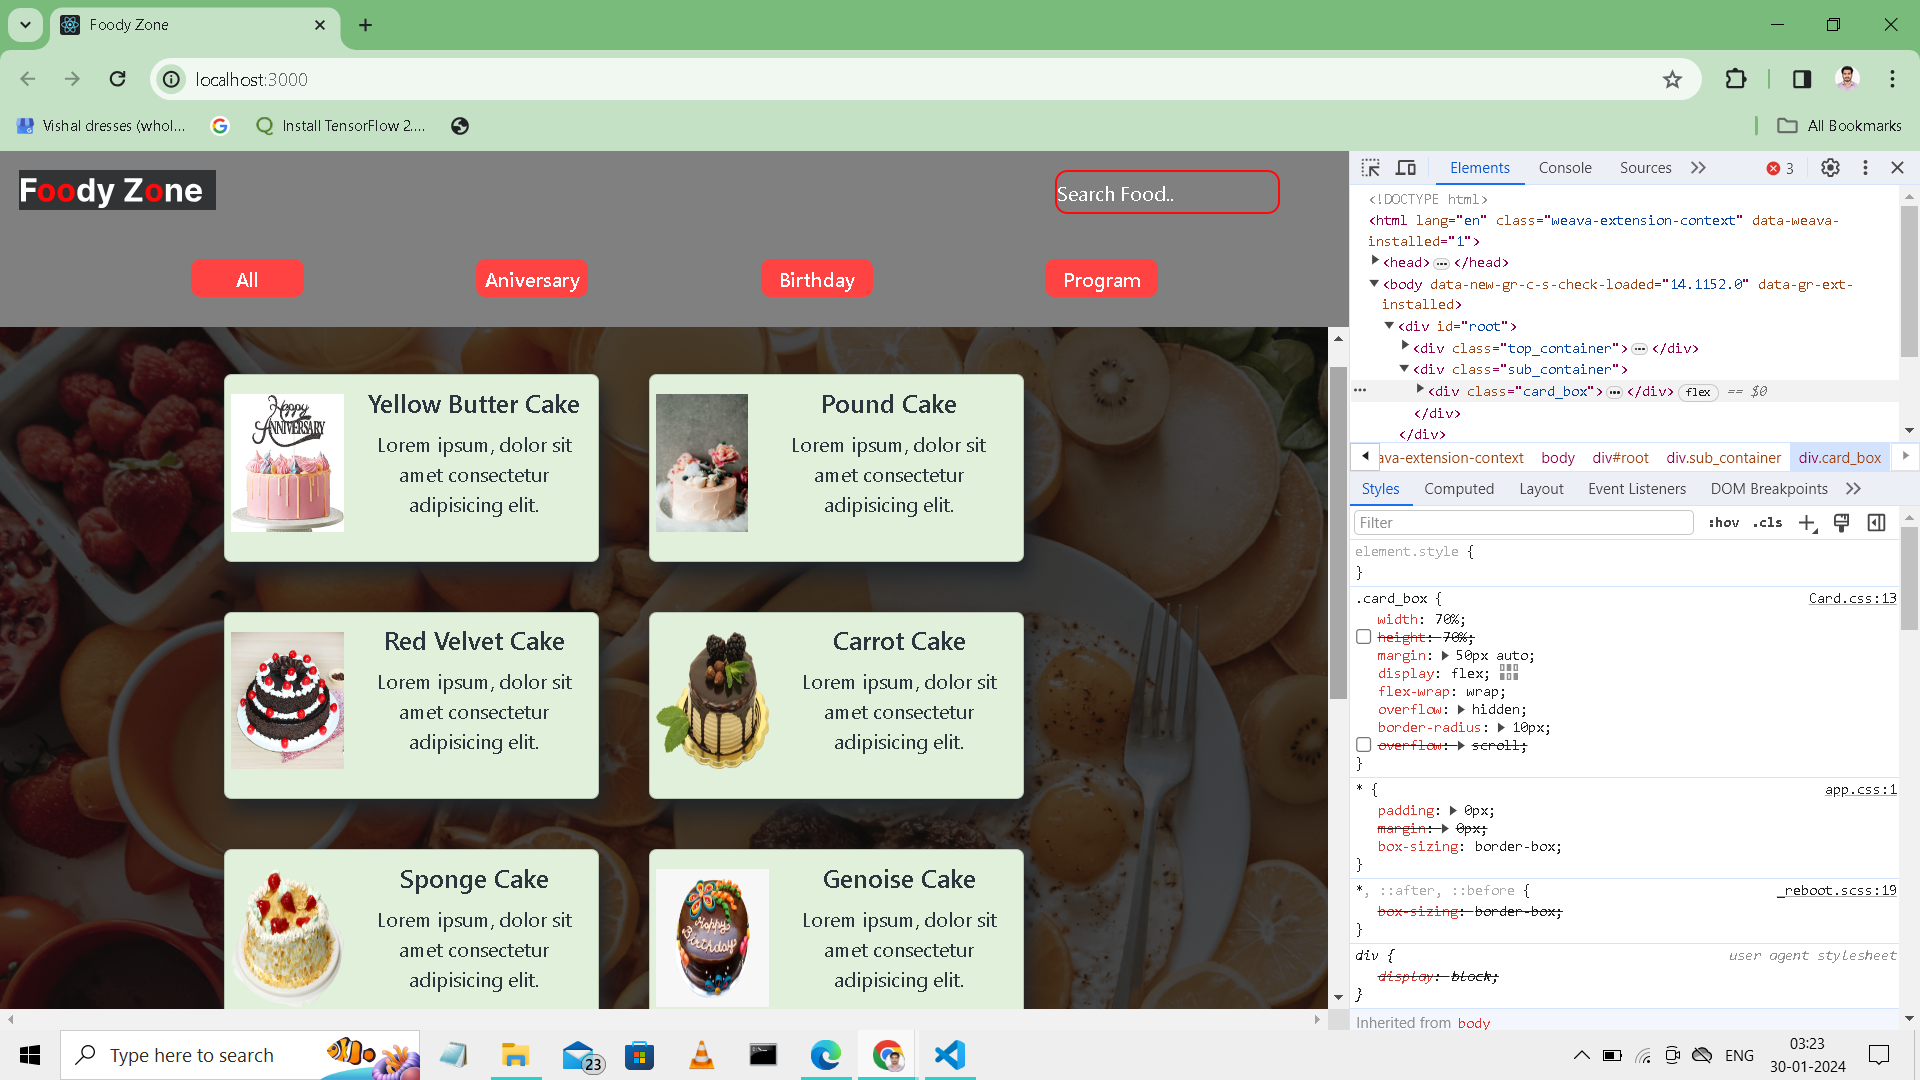 Foody Zone
localhost:3000
Vishal dresses (whol...
Install TensorFlow 2....
All Bookmarks
Foody Zone
Search Food..
All
Aniversary
Birthday
Program
Yellow Butter Cake
Lorem ipsum, dolor sit
amet consectetur
adipisicing elit.
Pound Cake
Lorem ipsum, dolor sit
amet consectetur
adipisicing elit.
Happy
ANNIVERSARY
Red Velvet Cake
Lorem ipsum, dolor sit
amet consectetur
adipisicing elit.
Carrot Cake
Lorem ipsum, dolor sit
amet consectetur
adipisicing elit.
Sponge Cake
Lorem ipsum, dolor sit
amet consectetur
adipisicing elit.
Genoise Cake
Lorem ipsum, dolor sit
amet consectetur
adipisicing elit.
Happy
Birthday
Elements Console Sources 3
<!DOCTYPE html>
<html lang="en" class="weava-extension-context" data-weava-
installed="1">
<head> … </head>
<body data-new-gr-c-s-check-loaded="14.1152.0" data-gr-ext-
installed>
<div id="root">
<div class="top_container"> … </div>
<div class="sub_container">
… <div class="card_box"> … </div> flex == $0
</div>
</div>
ava-extension-context body div#root div.sub_container div.card_box
Styles Computed Layout Event Listeners DOM Breakpoints
Filter :hov .cls
element.style {
}
.card_box { Card.css:13
width: 70%;
height: 70%;
margin: 50px auto;
display: flex;
flex-wrap: wrap;
overflow: hidden;
border-radius: 10px;
overflow: scroll;
}
* { app.css:1
padding: 0px;
margin: 0px;
box-sizing: border-box;
}
*, ::after, ::before { _reboot.scss:19
box-sizing: border-box;
}
div { user agent stylesheet
display: block;
}
Inherited from body
Type here to search
23
ENG
03:23
30-01-2024